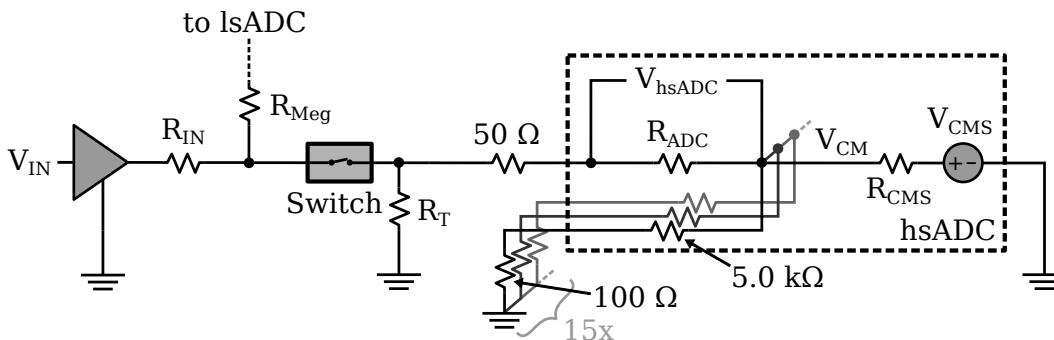 to lsADC
V_IN
R_IN
R_Meg
Switch
R_T
50 Ω
V_hsADC
R_ADC
V_CM
V_CMS
+-
R_CMS
hsADC
5.0 kΩ
100 Ω
15x